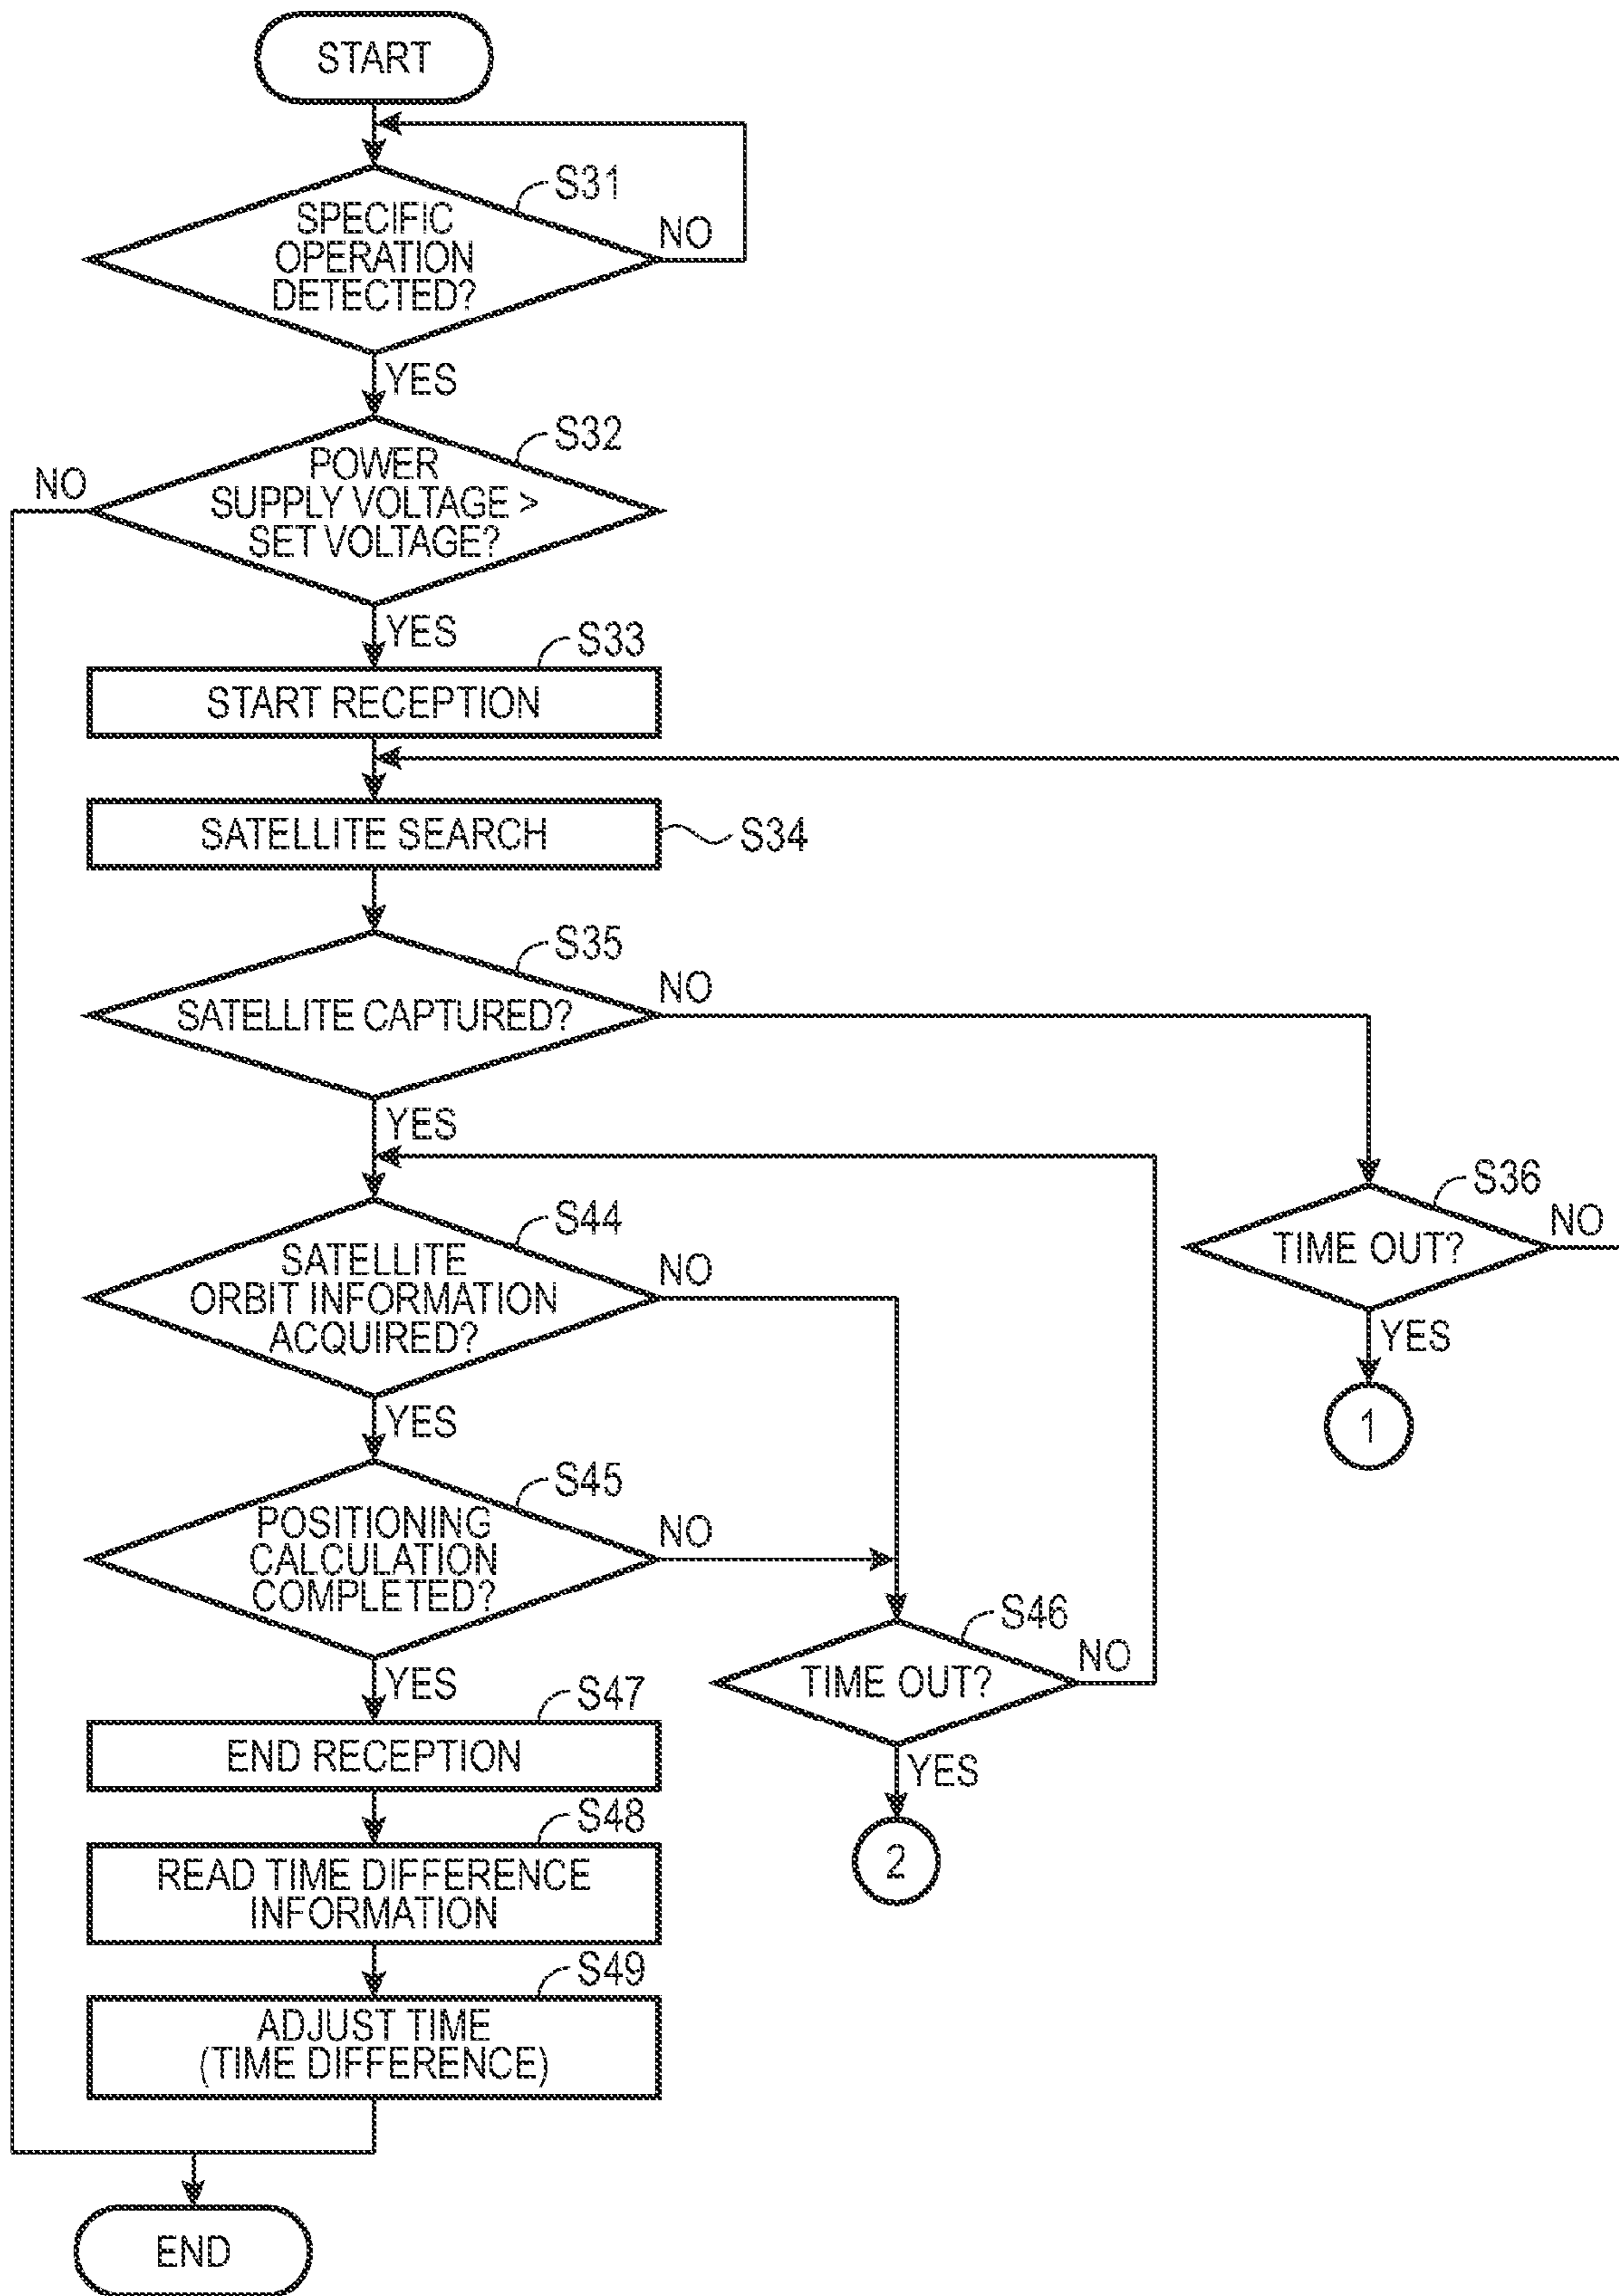 START
S31
SPECIFIC
OPERATION
DETECTED?
NO
YES
S32
POWER
SUPPLY VOLTAGE >
SET VOLTAGE?
NO
YES
S33
START RECEPTION
SATELLITE SEARCH
S34
S35
SATELLITE CAPTURED?
NO
YES
S36
TIME OUT?
NO
YES
1
S44
SATELLITE
ORBIT INFORMATION
ACQUIRED?
NO
YES
S45
POSITIONING
CALCULATION
COMPLETED?
NO
YES
S46
TIME OUT?
NO
YES
2
S47
END RECEPTION
S48
READ TIME DIFFERENCE
INFORMATION
S49
ADJUST TIME
(TIME DIFFERENCE)
END